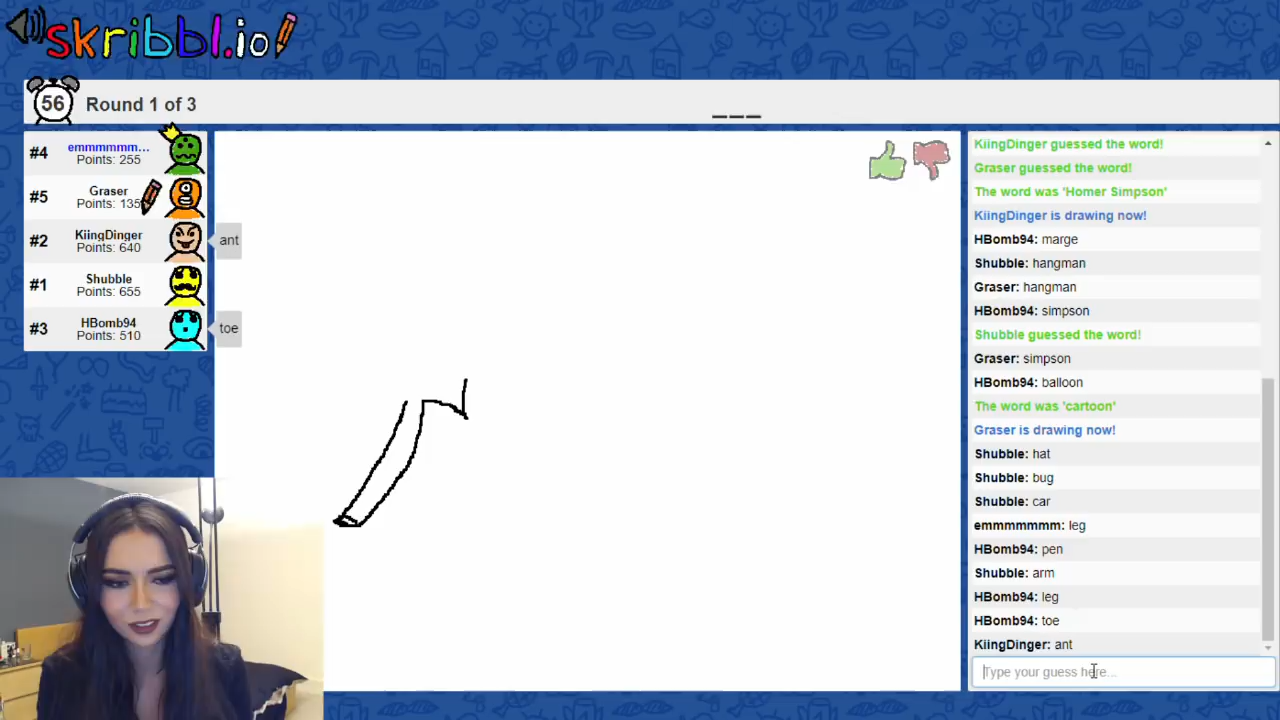 skribbl.io
56 Round 1 of 3
___
#4 emmmmmm...
Points: 255
#5 Graser
Points: 135
#2 KiingDinger
Points: 640
ant
#1 Shubble
Points: 655
#3 HBomb94
Points: 510
toe
KiingDinger guessed the word!
Graser guessed the word!
The word was 'Homer Simpson'
KiingDinger is drawing now!
HBomb94: marge
Shubble: hangman
Graser: hangman
HBomb94: simpson
Shubble guessed the word!
Graser: simpson
HBomb94: balloon
The word was 'cartoon'
Graser is drawing now!
Shubble: hat
Shubble: bug
Shubble: car
emmmmmmm: leg
HBomb94: pen
Shubble: arm
HBomb94: leg
HBomb94: toe
KiingDinger: ant
Type your guess here...